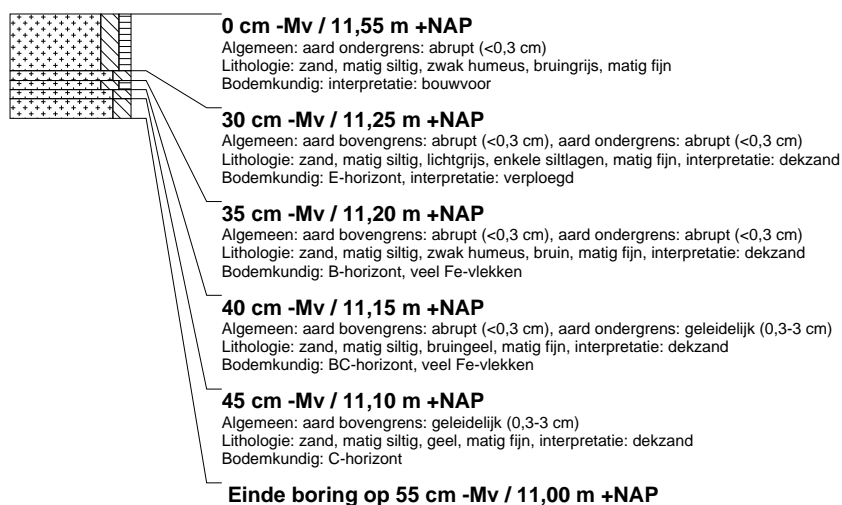 0 cm -Mv / 11,55 m +NAP
Algemeen: aard ondergrens: abrupt (<0,3 cm)
Lithologie: zand, matig siltig, zwak humeus, bruingrijs, matig fijn
Bodemkundig: interpretatie: bouwvoor
30 cm -Mv / 11,25 m +NAP
Algemeen: aard bovengrens: abrupt (<0,3 cm), aard ondergrens: abrupt (<0,3 cm)
Lithologie: zand, matig siltig, lichtgrijs, enkele siltlagen, matig fijn, interpretatie: dekzand
Bodemkundig: E-horizont, interpretatie: verploegd
35 cm -Mv / 11,20 m +NAP
Algemeen: aard bovengrens: abrupt (<0,3 cm), aard ondergrens: abrupt (<0,3 cm)
Lithologie: zand, matig siltig, zwak humeus, bruin, matig fijn, interpretatie: dekzand
Bodemkundig: B-horizont, veel Fe-vlekken
40 cm -Mv / 11,15 m +NAP
Algemeen: aard bovengrens: abrupt (<0,3 cm), aard ondergrens: geleidelijk (0,3-3 cm)
Lithologie: zand, matig siltig, bruingeel, matig fijn, interpretatie: dekzand
Bodemkundig: BC-horizont, veel Fe-vlekken
45 cm -Mv / 11,10 m +NAP
Algemeen: aard bovengrens: geleidelijk (0,3-3 cm)
Lithologie: zand, matig siltig, geel, matig fijn, interpretatie: dekzand
Bodemkundig: C-horizont
Einde boring op 55 cm -Mv / 11,00 m +NAP